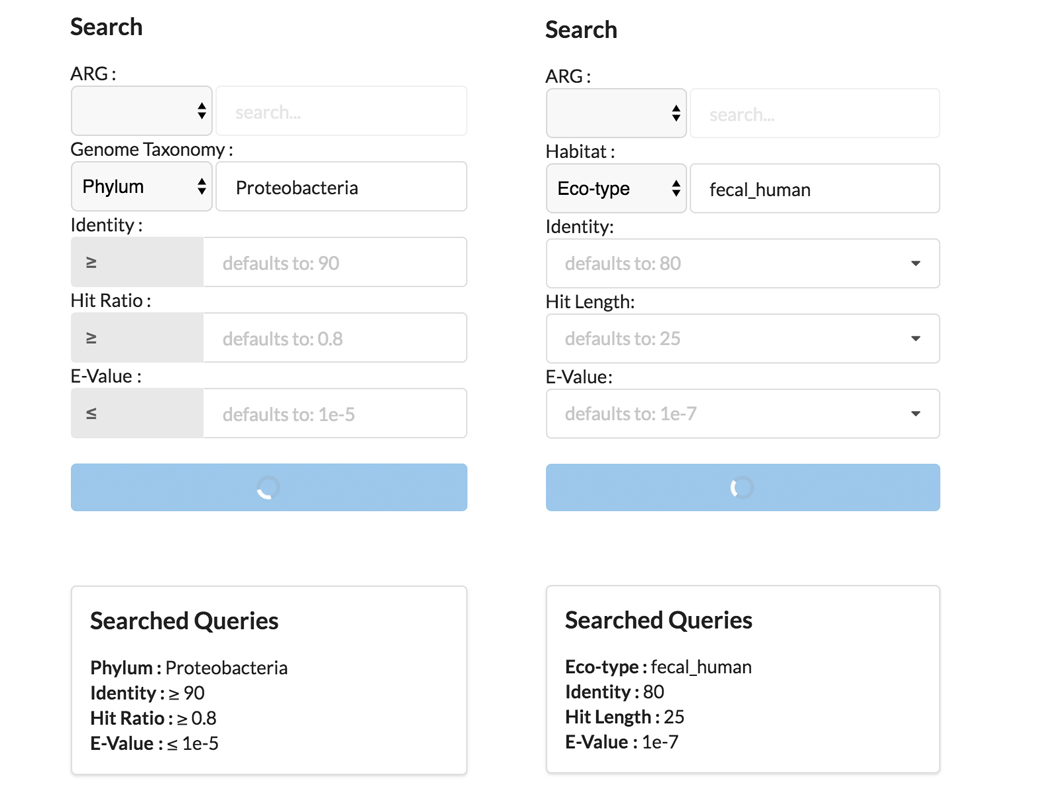 Search
ARG :
search...
Genome Taxonomy :
Phylum
Proteobacteria
Identity :
≥
defaults to: 90
Hit Ratio :
≥
defaults to: 0.8
E-Value :
≤
defaults to: 1e-5
Searched Queries
Phylum : Proteobacteria
Identity : ≥ 90
Hit Ratio : ≥ 0.8
E-Value : ≤ 1e-5
Search
ARG :
search...
Habitat :
Eco-type
fecal_human
Identity:
defaults to: 80
Hit Length:
defaults to: 25
E-Value:
defaults to: 1e-7
Searched Queries
Eco-type : fecal_human
Identity : 80
Hit Length : 25
E-Value : 1e-7